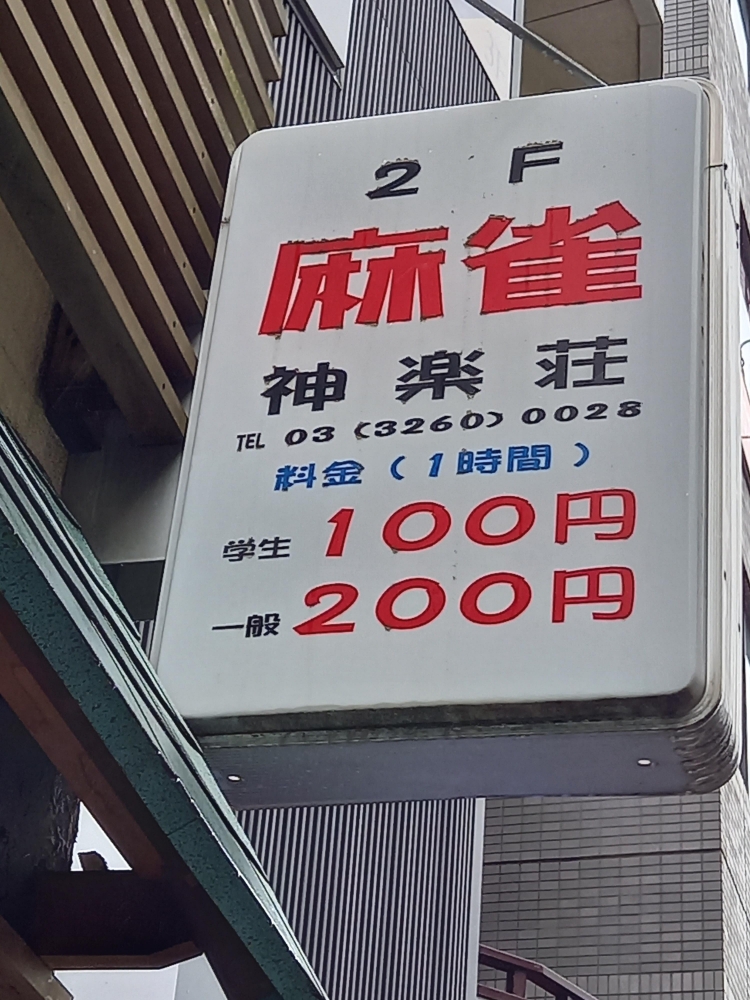 2F
麻雀
神楽荘
TEL 03(3260)0028
料金(1時間)
学生 100円
一般 200円